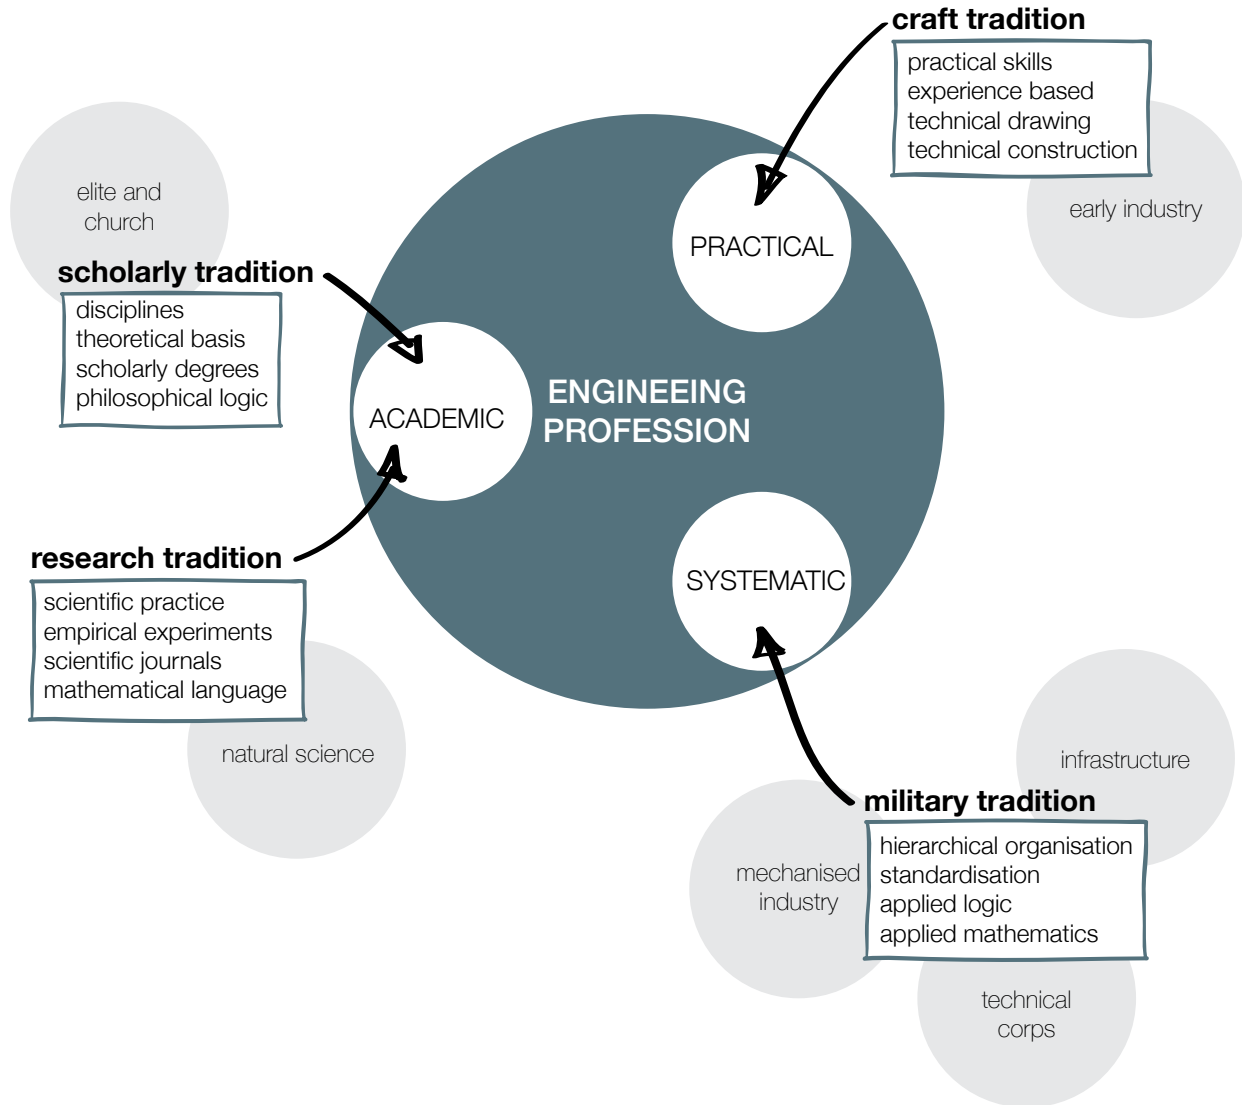 craft tradition
practical skills
experience based
technical drawing
technical construction
early industry
elite and
church
scholarly tradition
disciplines
theoretical basis
scholarly degrees
philosophical logic
PRACTICAL
ACADEMIC
ENGINEEING
PROFESSION
SYSTEMATIC
research tradition
scientific practice
empirical experiments
scientific journals
mathematical language
natural science
infrastructure
military tradition
hierarchical organisation
standardisation
applied logic
applied mathematics
mechanised
industry
technical
corps